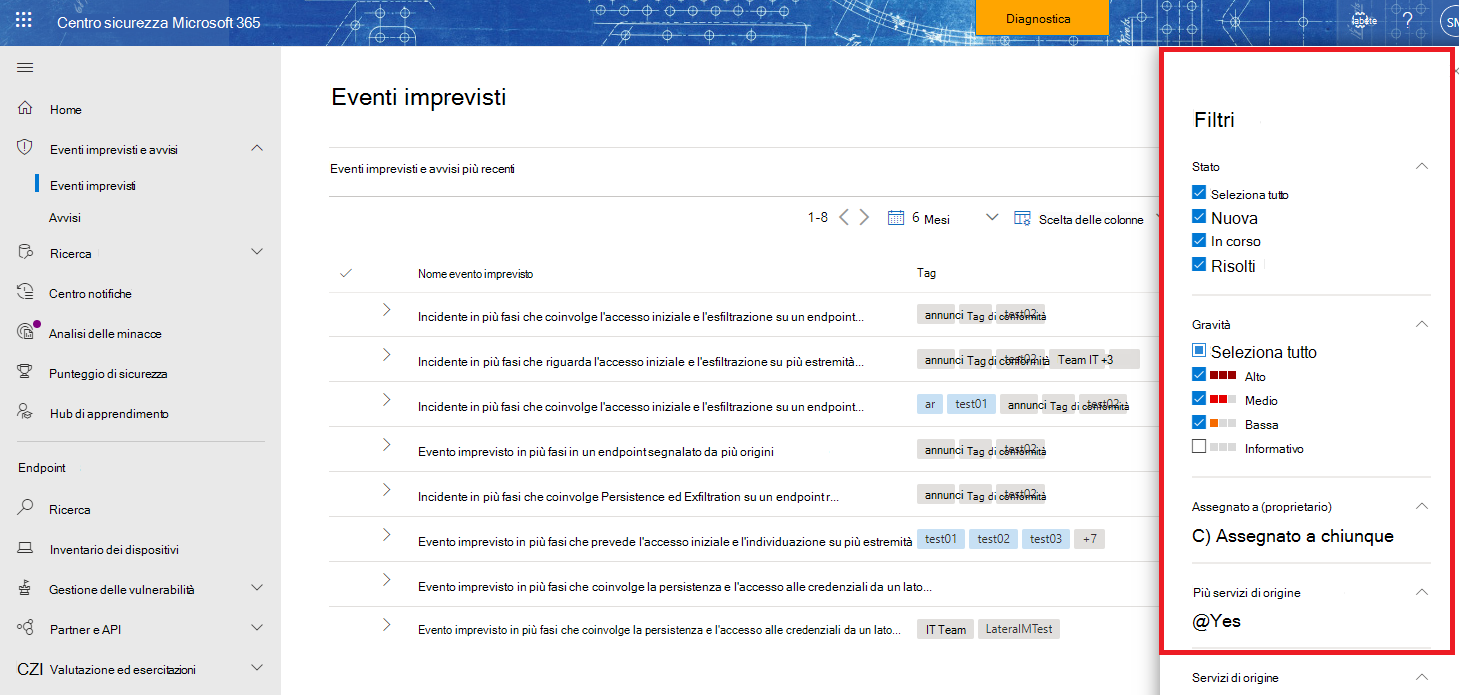 Centro sicurezza Microsoft 365
Diagnostica
?
SM
Home
Eventi imprevisti e avvisi
Eventi imprevisti
Avvisi
Ricerca
Centro notifiche
Analisi delle minacce
Punteggio di sicurezza
Hub di apprendimento
Endpoint
Ricerca
Inventario dei dispositivi
Gestione delle vulnerabilità
Partner e API
CZI Valutazione ed esercitazioni
Eventi imprevisti
Eventi imprevisti e avvisi più recenti
1-8
6 Mesi
Scelta delle colonne
Nome evento imprevisto Tag
Incidente in più fasi che coinvolge l'accesso iniziale e l'esfiltrazione su un endpoint... annunci Tag di conformità test02
Incidente in più fasi che riguarda l'accesso iniziale e l'esfiltrazione su più estremità... annunci Tag di conformità test02 Team IT +3
Incidente in più fasi che coinvolge l'accesso iniziale e l'esfiltrazione su un endpoint... ar test01 annunci Tag di conformità test02
Evento imprevisto in più fasi in un endpoint segnalato da più origini annunci Tag di conformità test02
Incidente in più fasi che coinvolge Persistence ed Exfiltration su un endpoint r... annunci Tag di conformità test02
Evento imprevisto in più fasi che prevede l'accesso iniziale e l'individuazione su più estremità test01 test02 test03 +7
Evento imprevisto in più fasi che coinvolge la persistenza e l'accesso alle credenziali da un lato...
Evento imprevisto in più fasi che coinvolge la persistenza e l'accesso alle credenziali da un lato... IT Team LateralMTest
Filtri
Stato
Seleziona tutto
Nuova
In corso
Risolti
Gravità
Seleziona tutto
Alto
Medio
Bassa
Informativo
Assegnato a (proprietario)
C) Assegnato a chiunque
Più servizi di origine
@Yes
Servizi di origine